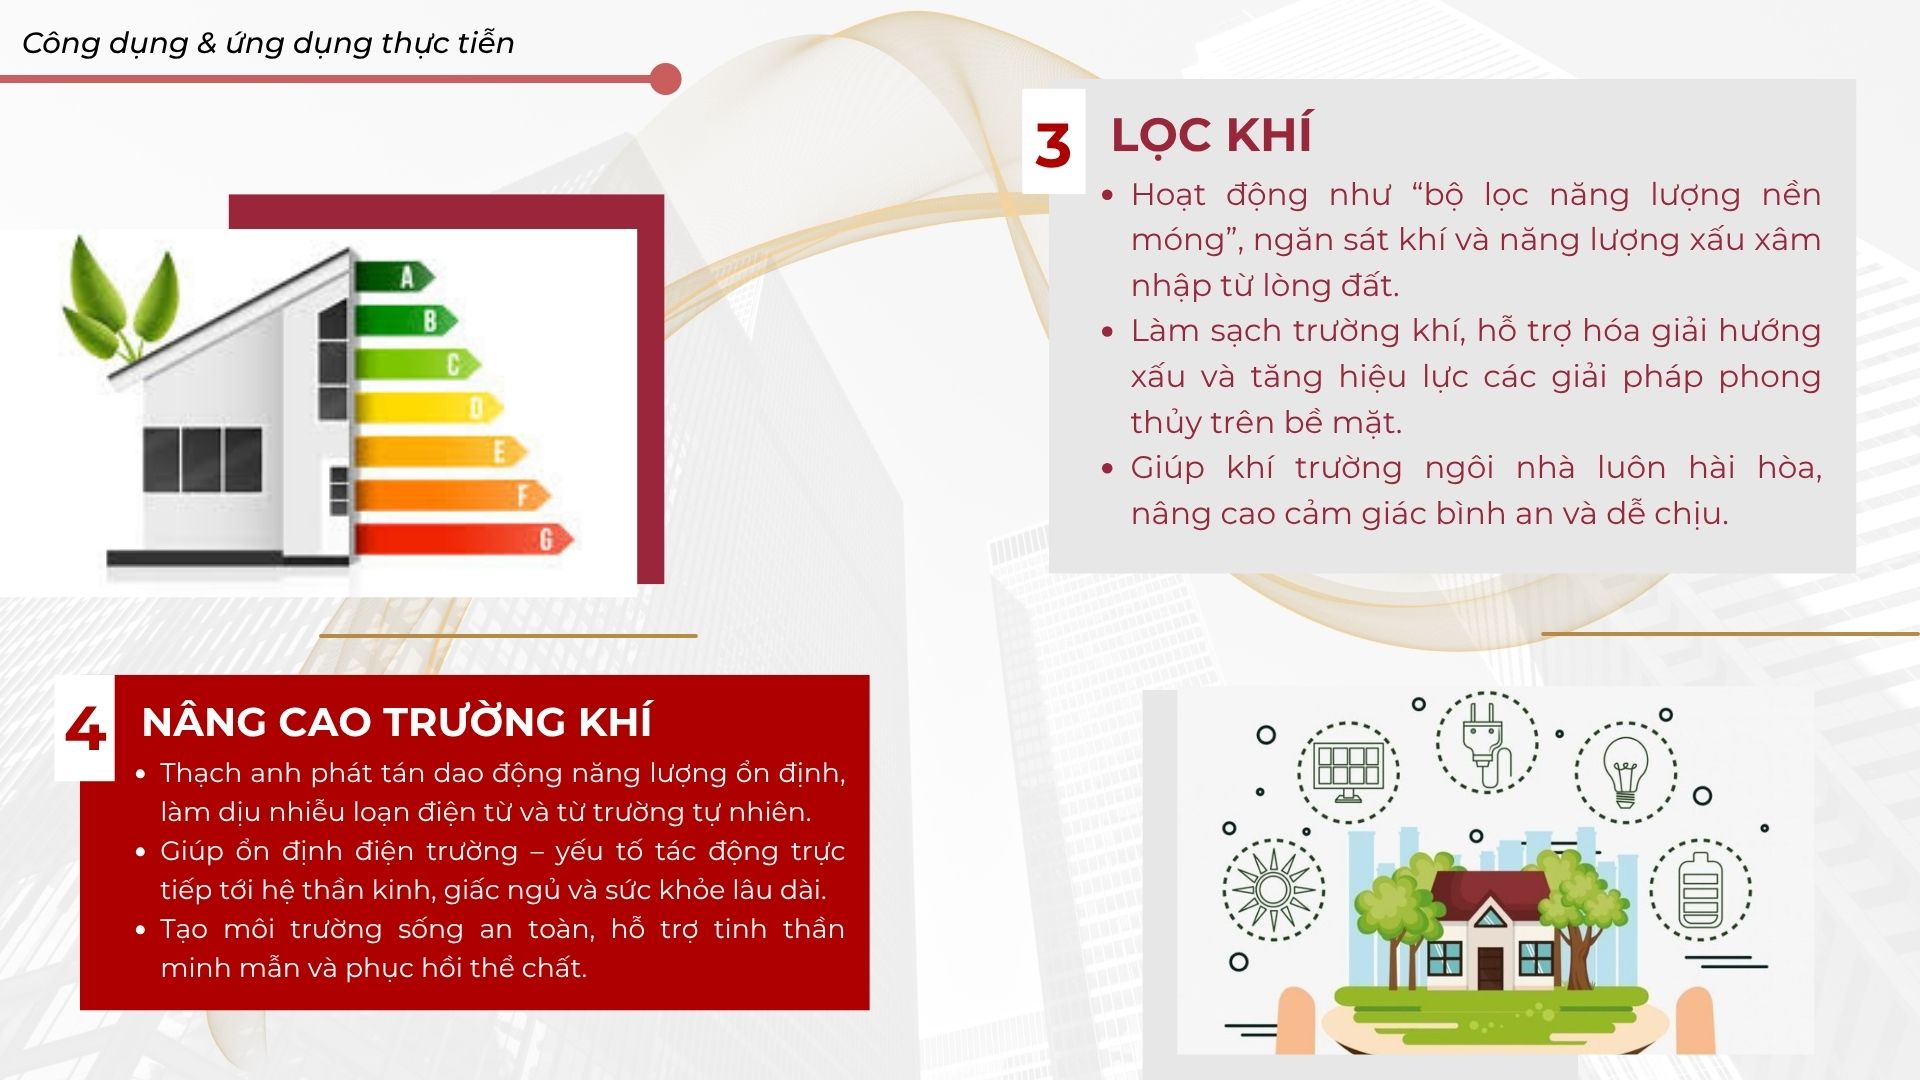 Công dụng & ứng dụng thực tiễn
3
LỌC KHÍ
• Hoạt động như “bộ lọc năng lượng nền
móng”, ngăn sát khí và năng lượng xấu xâm
nhập từ lòng đất.
• Làm sạch trường khí, hỗ trợ hóa giải hướng
xấu và tăng hiệu lực các giải pháp phong
thủy trên bề mặt.
• Giúp khí trường ngôi nhà luôn hài hòa,
nâng cao cảm giác bình an và dễ chịu.
A
B
C
D
E
F
G
4
NÂNG CAO TRƯỜNG KHÍ
• Thạch anh phát tán dao động năng lượng ổn định,
làm dịu nhiễu loạn điện từ và từ trường tự nhiên.
• Giúp ổn định điện trường – yếu tố tác động trực
tiếp tới hệ thần kinh, giấc ngủ và sức khỏe lâu dài.
• Tạo môi trường sống an toàn, hỗ trợ tinh thần
minh mẫn và phục hồi thể chất.